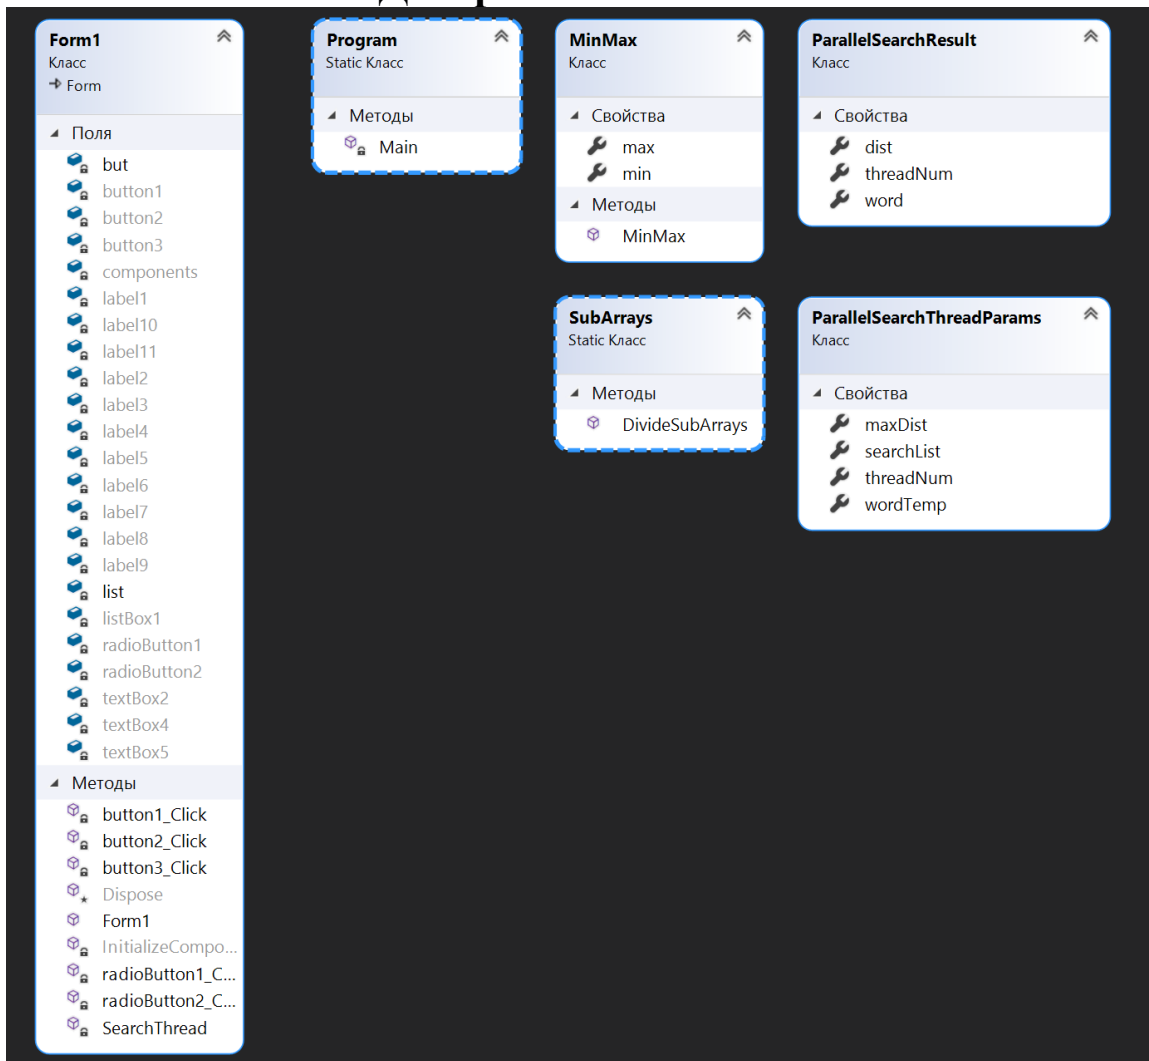 Form1
Класс
Form
Поля
but
button1
button2
button3
components
label1
label10
label11
label2
label3
label4
label5
label6
label7
label8
label9
list
listBox1
radioButton1
radioButton2
textBox2
textBox4
textBox5
Методы
button1_Click
button2_Click
button3_Click
Dispose
Form1
InitializeCompo...
radioButton1_C...
radioButton2_C...
SearchThread
Program
Static Класс
Методы
Main
MinMax
Класс
Свойства
max
min
Методы
MinMax
ParallelSearchResult
Класс
Свойства
dist
threadNum
word
SubArrays
Static Класс
Методы
DivideSubArrays
ParallelSearchThreadParams
Класс
Свойства
maxDist
searchList
threadNum
wordTemp